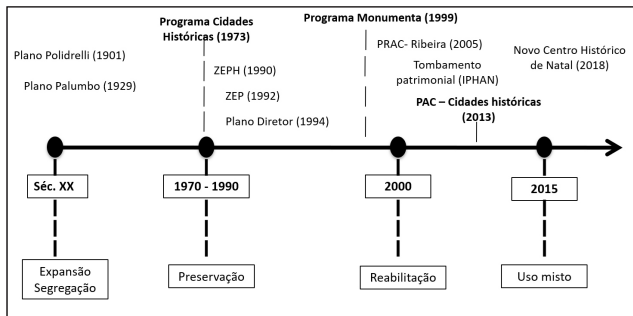 Programa Cidades
Históricas (1973)
Programa Monumenta (1999)
Plano Polidrelli (1901)
Plano Palumbo (1929)
ZEPH (1990)
ZEP (1992)
Plano Diretor (1994)
PRAC- Ribeira (2005)
Tombamento
patrimonial (IPHAN)
PAC – Cidades históricas
(2013)
Novo Centro Histórico
de Natal (2018)
Séc. XX
1970 - 1990
2000
2015
Expansão
Segregação
Preservação
Reabilitação
Uso misto